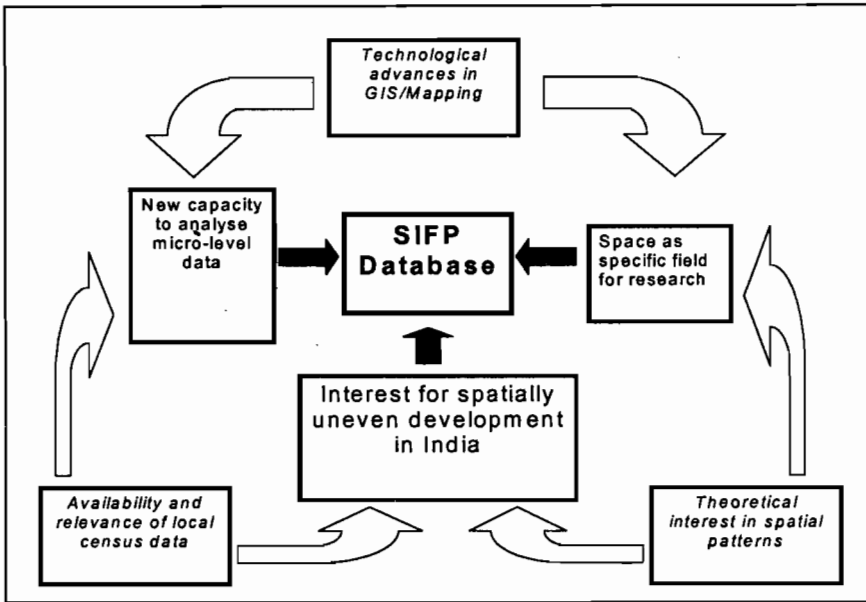 Technological
advances in
GIS/Mapping
New capacity
to analyse
micro-level
data
SIFP
Database
Space as
specific field
for research
Interest for spatially
uneven development
in India
Availability and
relevance of local
census data
Theoretical
interest in spatial
patterns